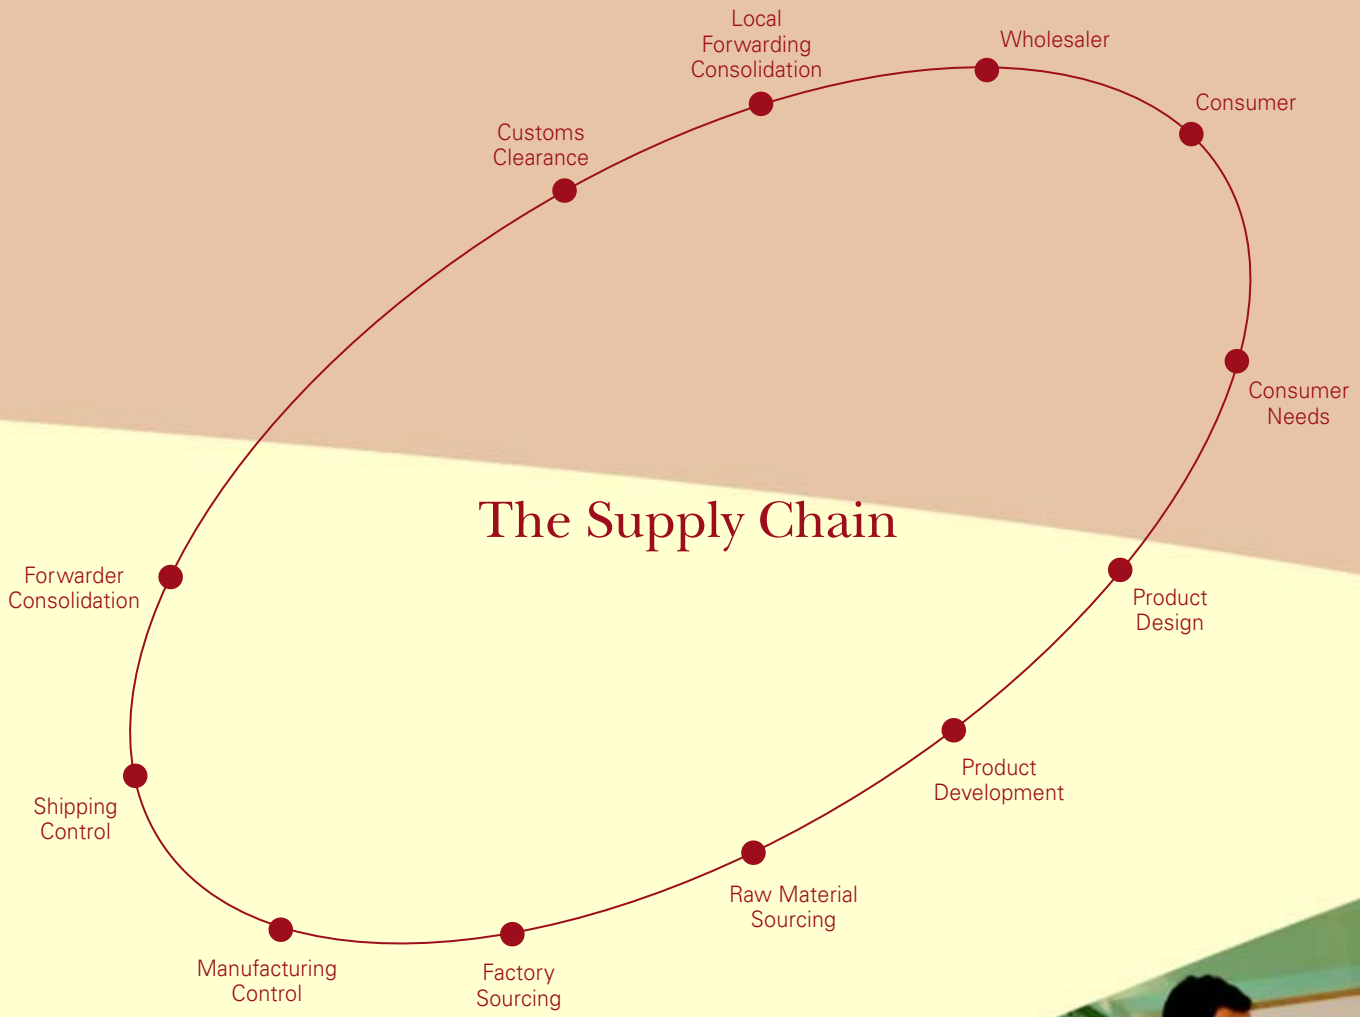 Local
Forwarding
Consolidation
Wholesaler
Consumer
Customs
Clearance
Consumer
Needs
The Supply Chain
Forwarder
Consolidation
Product
Design
Product
Development
Shipping
Control
Raw Material
Sourcing
Manufacturing
Control
Factory
Sourcing